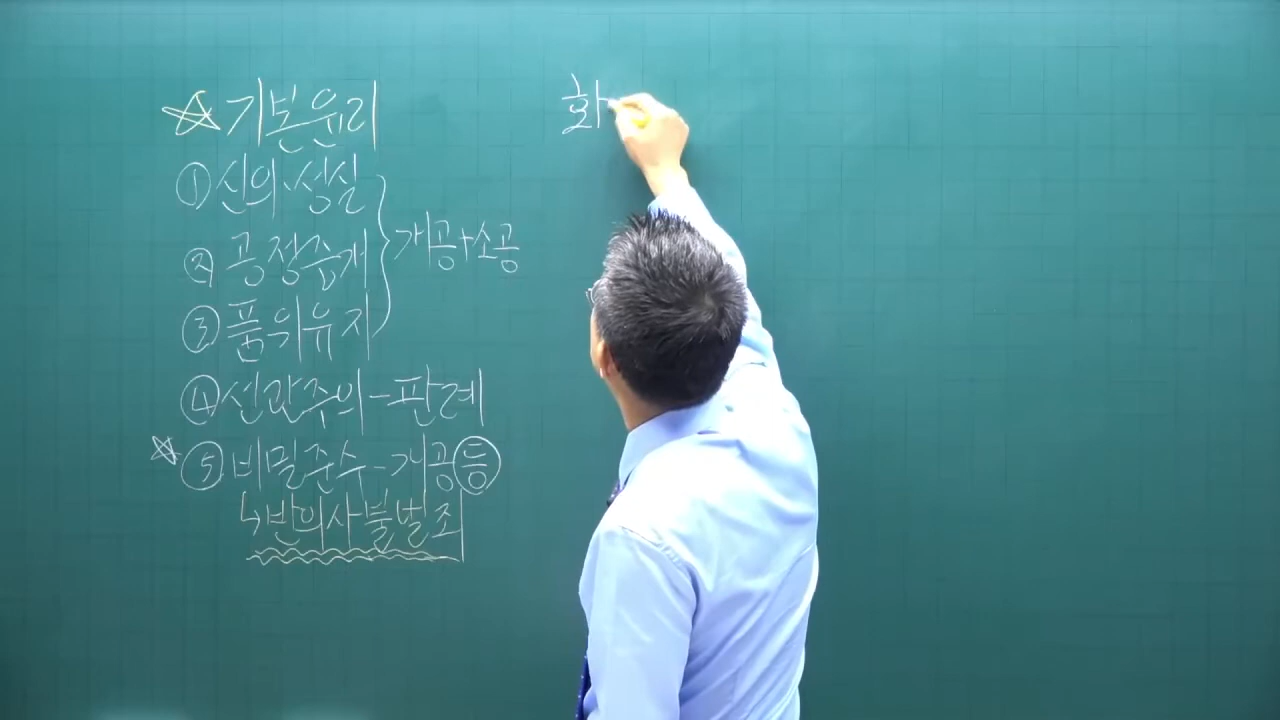 ☆기본윤리
①신의·성실
②공정중개
③품위유지
개공+소공
④선관주의-판례
☆⑤비밀준수-개공등
↳반의사불벌죄
화